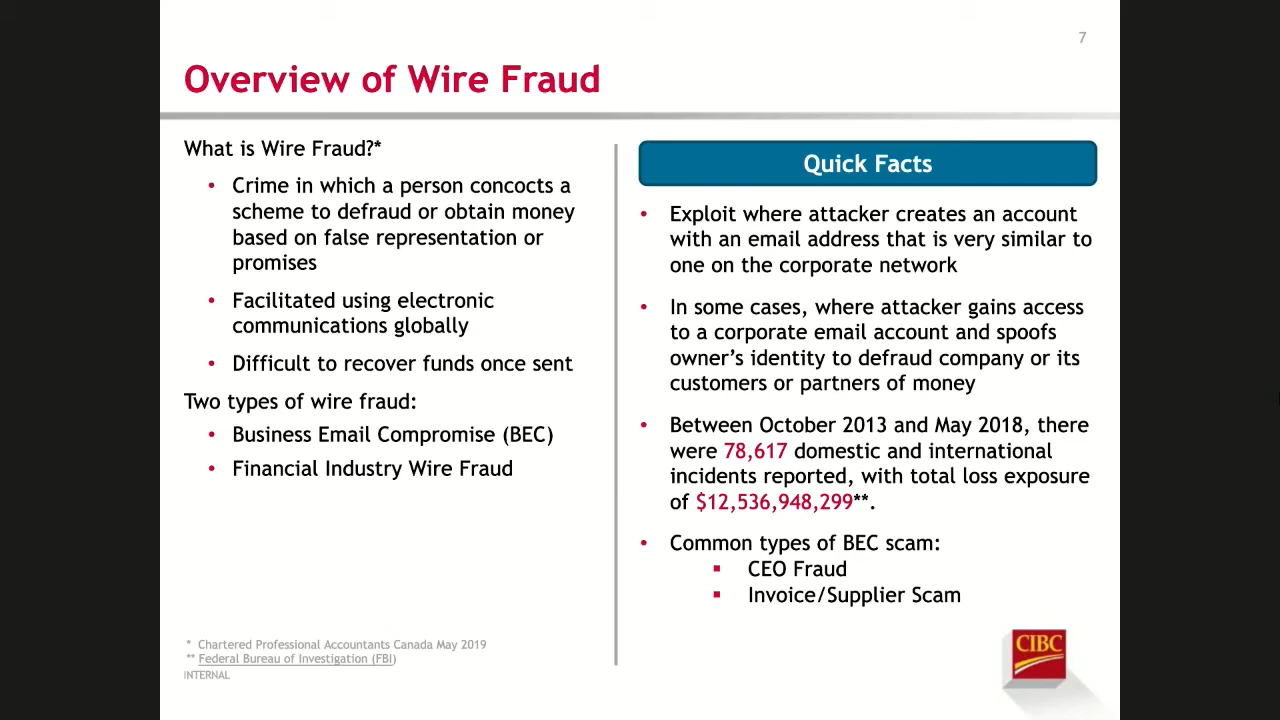 7
Overview of Wire Fraud
What is Wire Fraud?*
• Crime in which a person concocts a
scheme to defraud or obtain money
based on false representation or
promises
• Facilitated using electronic
communications globally
• Difficult to recover funds once sent
Two types of wire fraud:
• Business Email Compromise (BEC)
• Financial Industry Wire Fraud
Quick Facts
• Exploit where attacker creates an account
with an email address that is very similar to
one on the corporate network
• In some cases, where attacker gains access
to a corporate email account and spoofs
owner's identity to defraud company or its
customers or partners of money
• Between October 2013 and May 2018, there
were 78,617 domestic and international
incidents reported, with total loss exposure
of $12,536,948,299**.
• Common types of BEC scam:
▪ CEO Fraud
▪ Invoice/Supplier Scam
* Chartered Professional Accountants Canada May 2019
** Federal Bureau of Investigation (FBI)
INTERNAL
CIBC